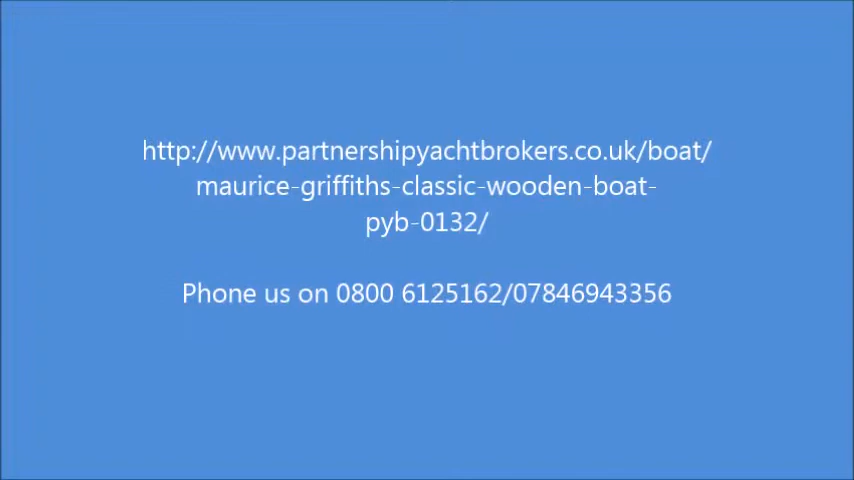 http://www.partnershipyachtbrokers.co.uk/boat/
maurice-griffiths-classic-wooden-boat-
pyb-0132/
Phone us on 0800 6125162/07846943356